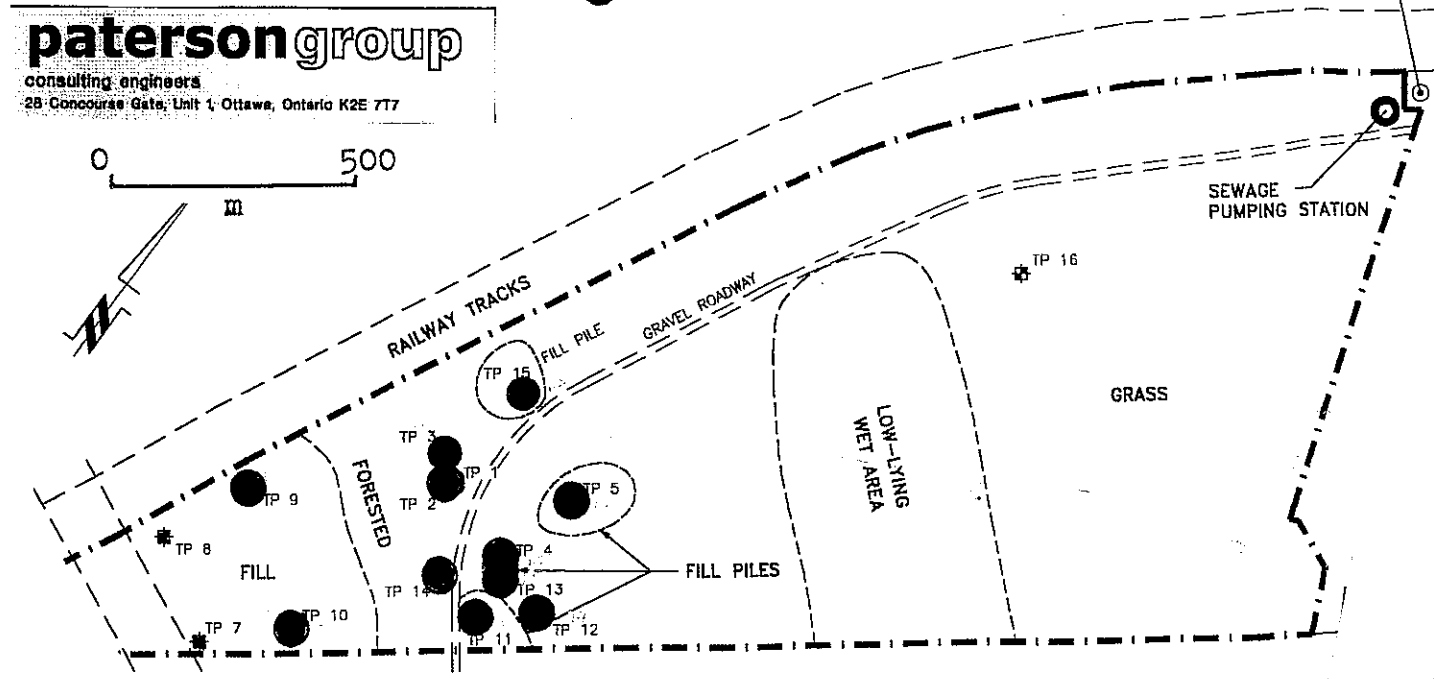 patersongroup
consulting engineers
28 Concourse Gate, Unit 1, Ottawa, Ontario K2E 7T7
0 500
m
SEWAGE
PUMPING STATION
TP 16
RAILWAY TRACKS
GRAVEL ROADWAY
FILL PILE
TP 15
GRASS
LOW-LYING
WET AREA
TP 3
TP 1
TP 2
FORESTED
TP 9
TP 5
TP 8
FILL
TP 4
FILL PILES
TP 14
TP 13
TP 10
TP 7
TP 11
TP 12